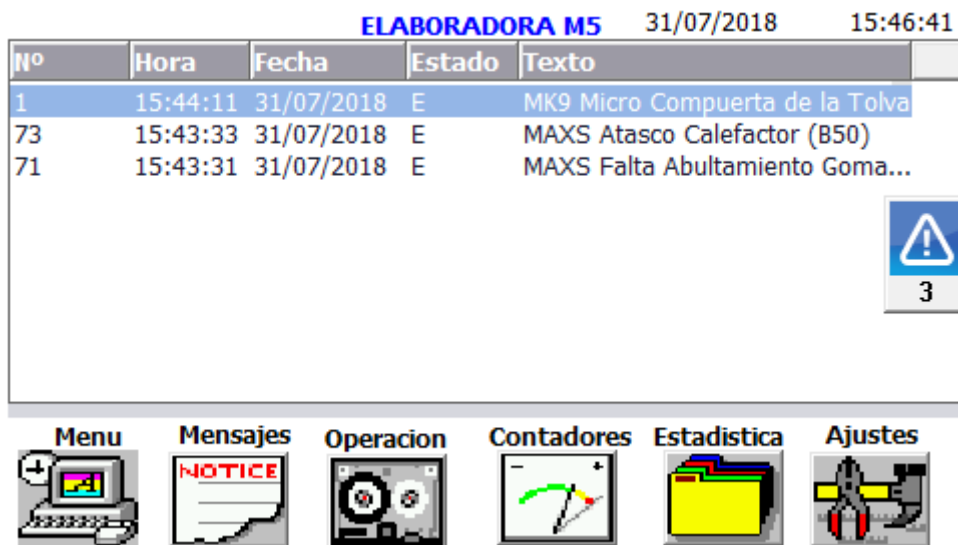 ELABORADORA M5 31/07/2018 15:46:41
Nº Hora Fecha Estado Texto
1 15:44:11 31/07/2018 E MK9 Micro Compuerta de la Tolva
73 15:43:33 31/07/2018 E MAXS Atasco Calefactor (B50)
71 15:43:31 31/07/2018 E MAXS Falta Abultamiento Goma...
3
Menu Mensajes Operacion Contadores Estadistica Ajustes
NOTICE